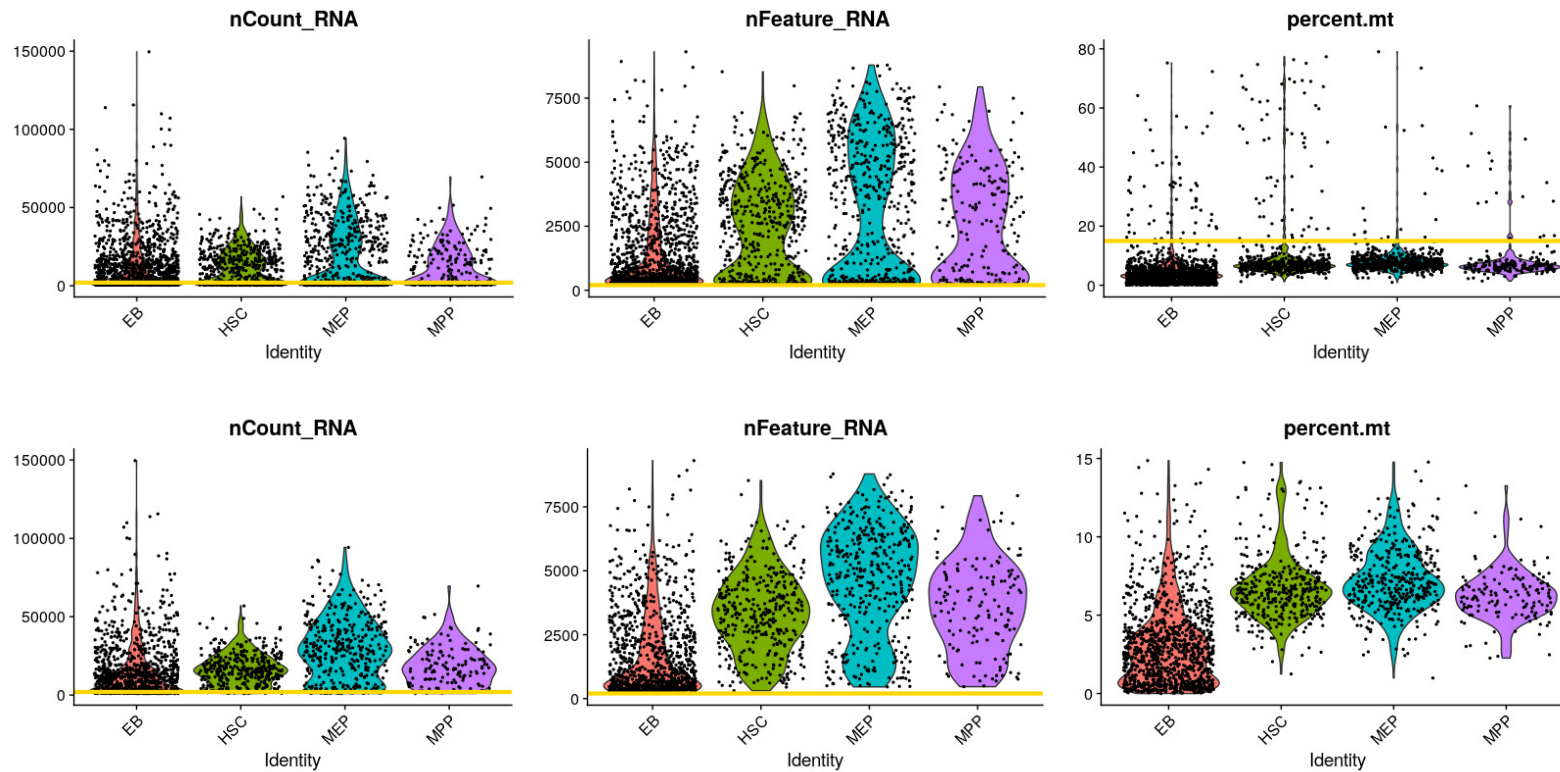 nCount_RNA
150000
100000
50000
0
EB
HSC
MEP
MPP
Identity
nFeature_RNA
7500
5000
2500
0
EB
HSC
MEP
MPP
Identity
percent.mt
80
60
40
20
0
EB
HSC
MEP
MPP
Identity
nCount_RNA
150000
100000
50000
0
EB
HSC
MEP
MPP
Identity
nFeature_RNA
7500
5000
2500
0
EB
HSC
MEP
MPP
Identity
percent.mt
15
10
5
0
EB
HSC
MEP
MPP
Identity